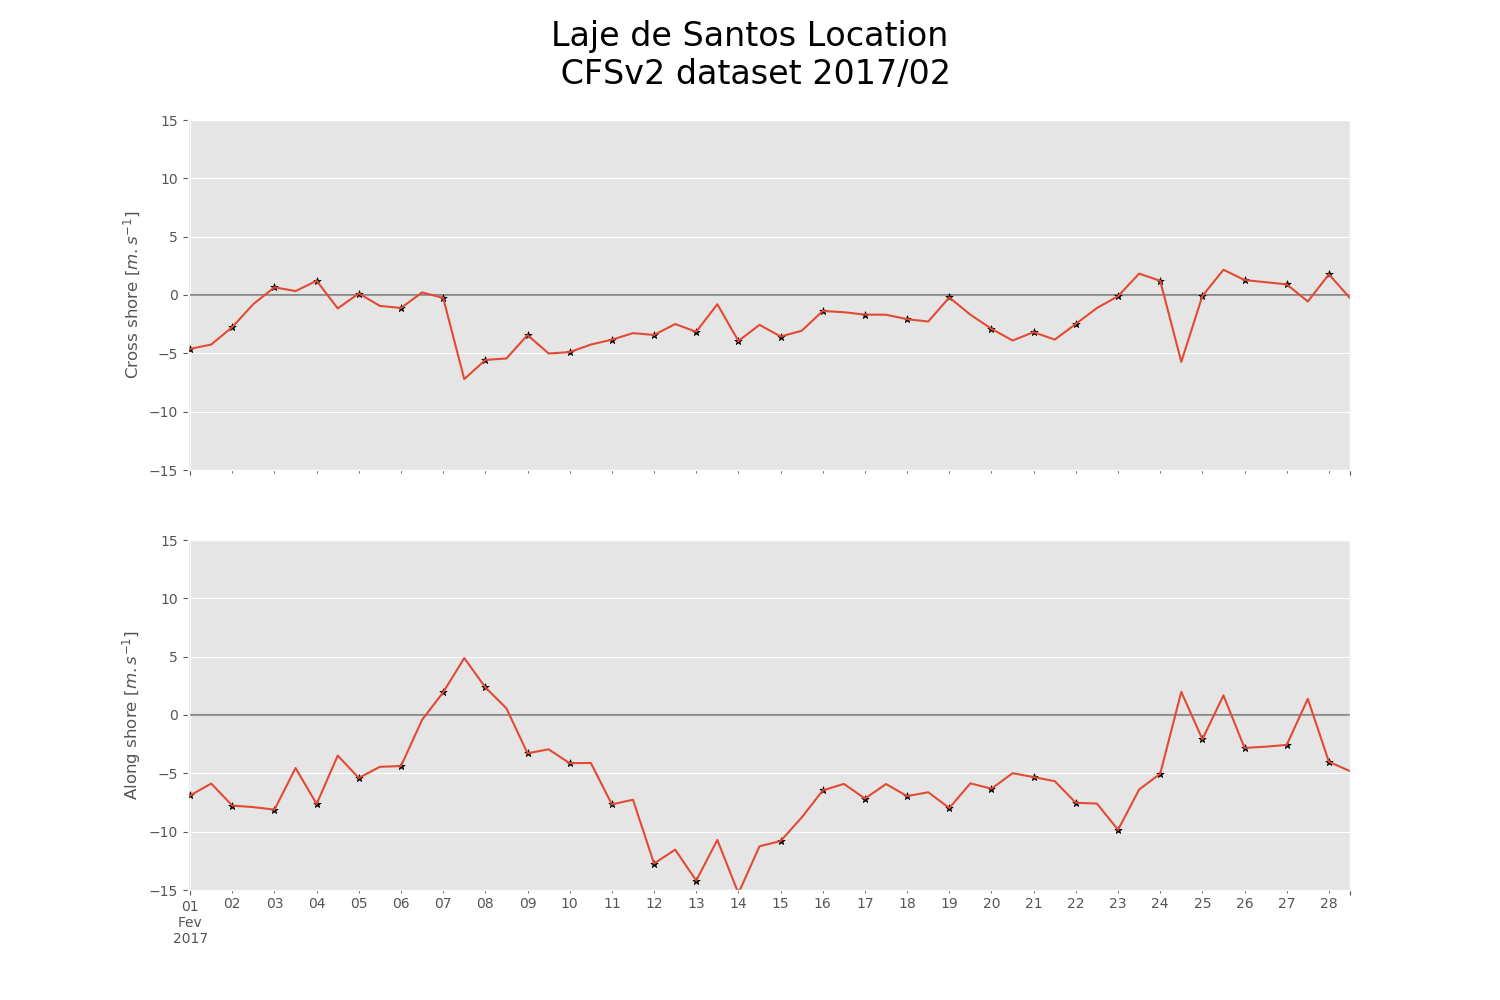 Laje de Santos Location
CFSv2 dataset 2017/02
15
10
5
0
−5
−10
−15
Cross shore [m.s⁻¹]
15
10
5
0
−5
−10
−15
Along shore [m.s⁻¹]
01 02 03 04 05 06 07 08 09 10 11 12 13 14 15 16 17 18 19 20 21 22 23 24 25 26 27 28
Fev
2017